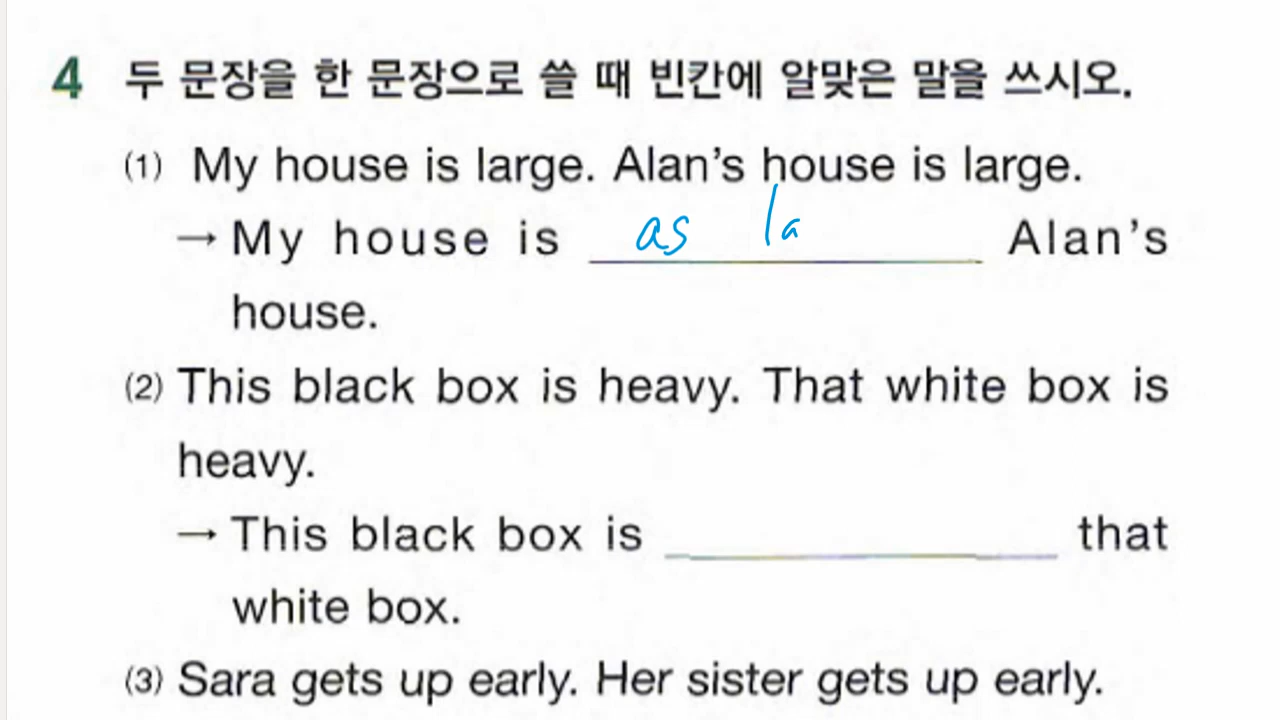 4 두 문장을 한 문장으로 쓸 때 빈칸에 알맞은 말을 쓰시오.
(1) My house is large. Alan's house is large.
→ My house is as la Alan's
house.
(2) This black box is heavy. That white box is
heavy.
→ This black box is ____ that
white box.
(3) Sara gets up early. Her sister gets up early.